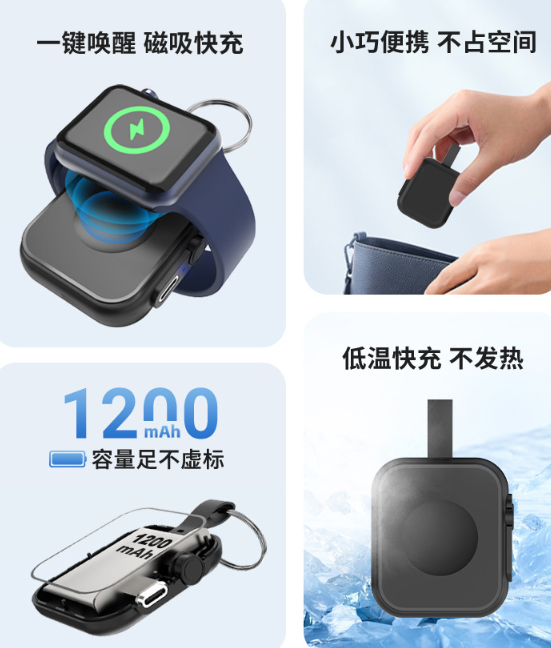 一键唤醒 磁吸快充
小巧便携 不占空间
1200
mAh
容量足不虚标
1200
mAh
低温快充 不发热